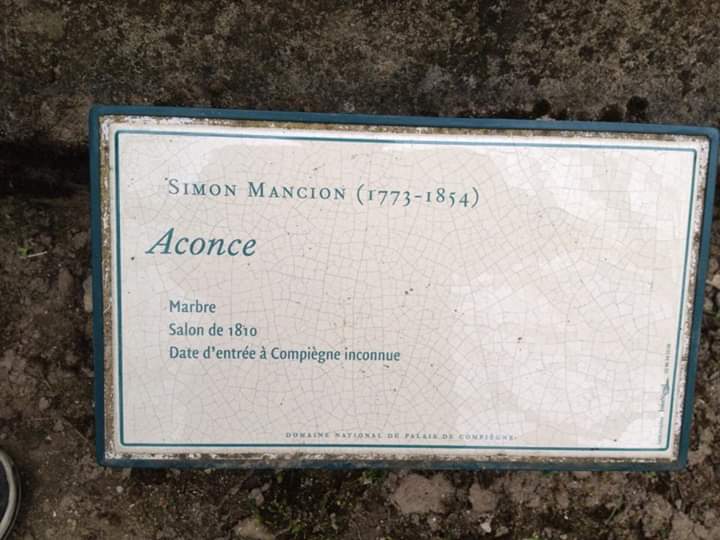 SIMON MANCION (1773-1854)
Aconce
Marbre
Salon de 1810
Date d'entrée à Compiègne inconnue
DOMAINE NATIONAL DU PALAIS DE COMPIÈGNE